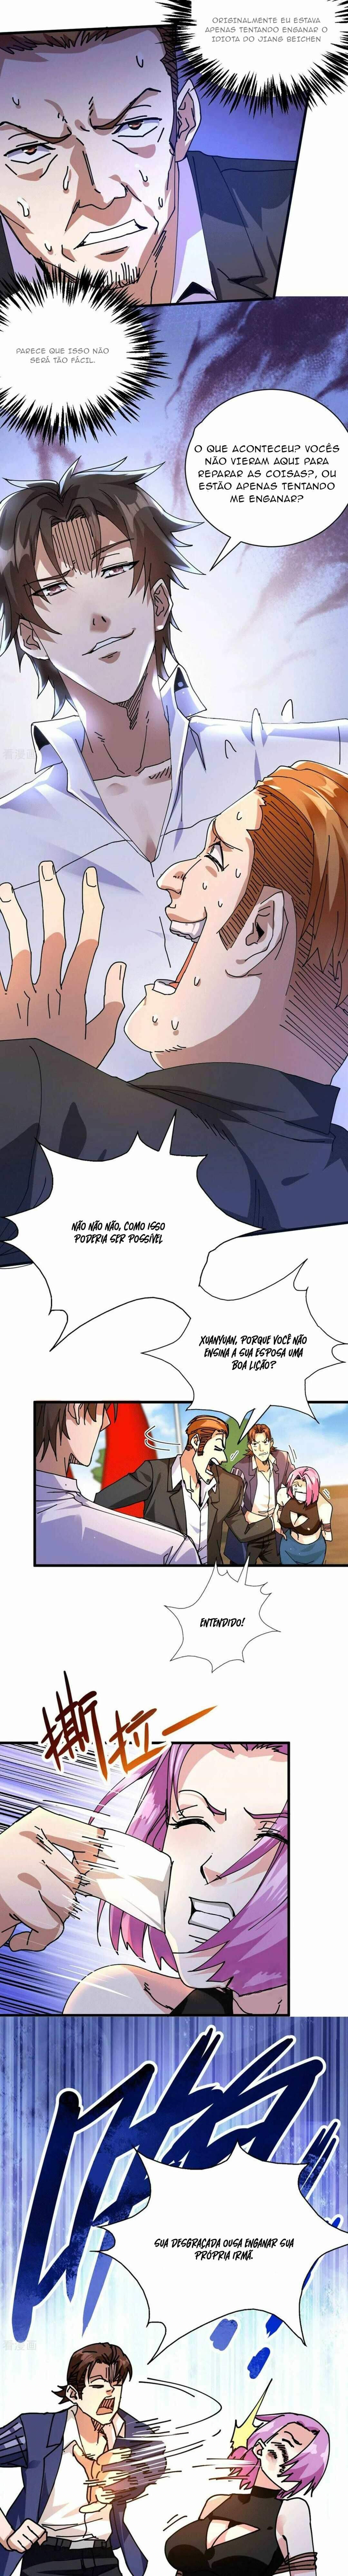 ORIGINALMENTE EU ESTAVA
APENAS TENTANDO ENGANAR O
IDIOTA DO JIANG BEICHEN
PARECE QUE ISSO NÃO
SERÁ TÃO FÁCIL.
O QUE ACONTECEU? VOCÊS
NÃO VIERAM AQUI PARA
REPARAR AS COISAS?, OU
ESTÃO APENAS TENTANDO
ME ENGANAR?
NÃO NÃO NÃO, COMO ISSO
PODERIA SER POSSÍVEL
XUANYUAN, PORQUE VOCÊ NÃO
ENSINA A SUA ESPOSA UMA
BOA LIÇÃO?
ENTENDIDO!
撕拉
SUA DESGRAÇADA OUSA ENGANAR SUA
PRÓPRIA IRMÃ.